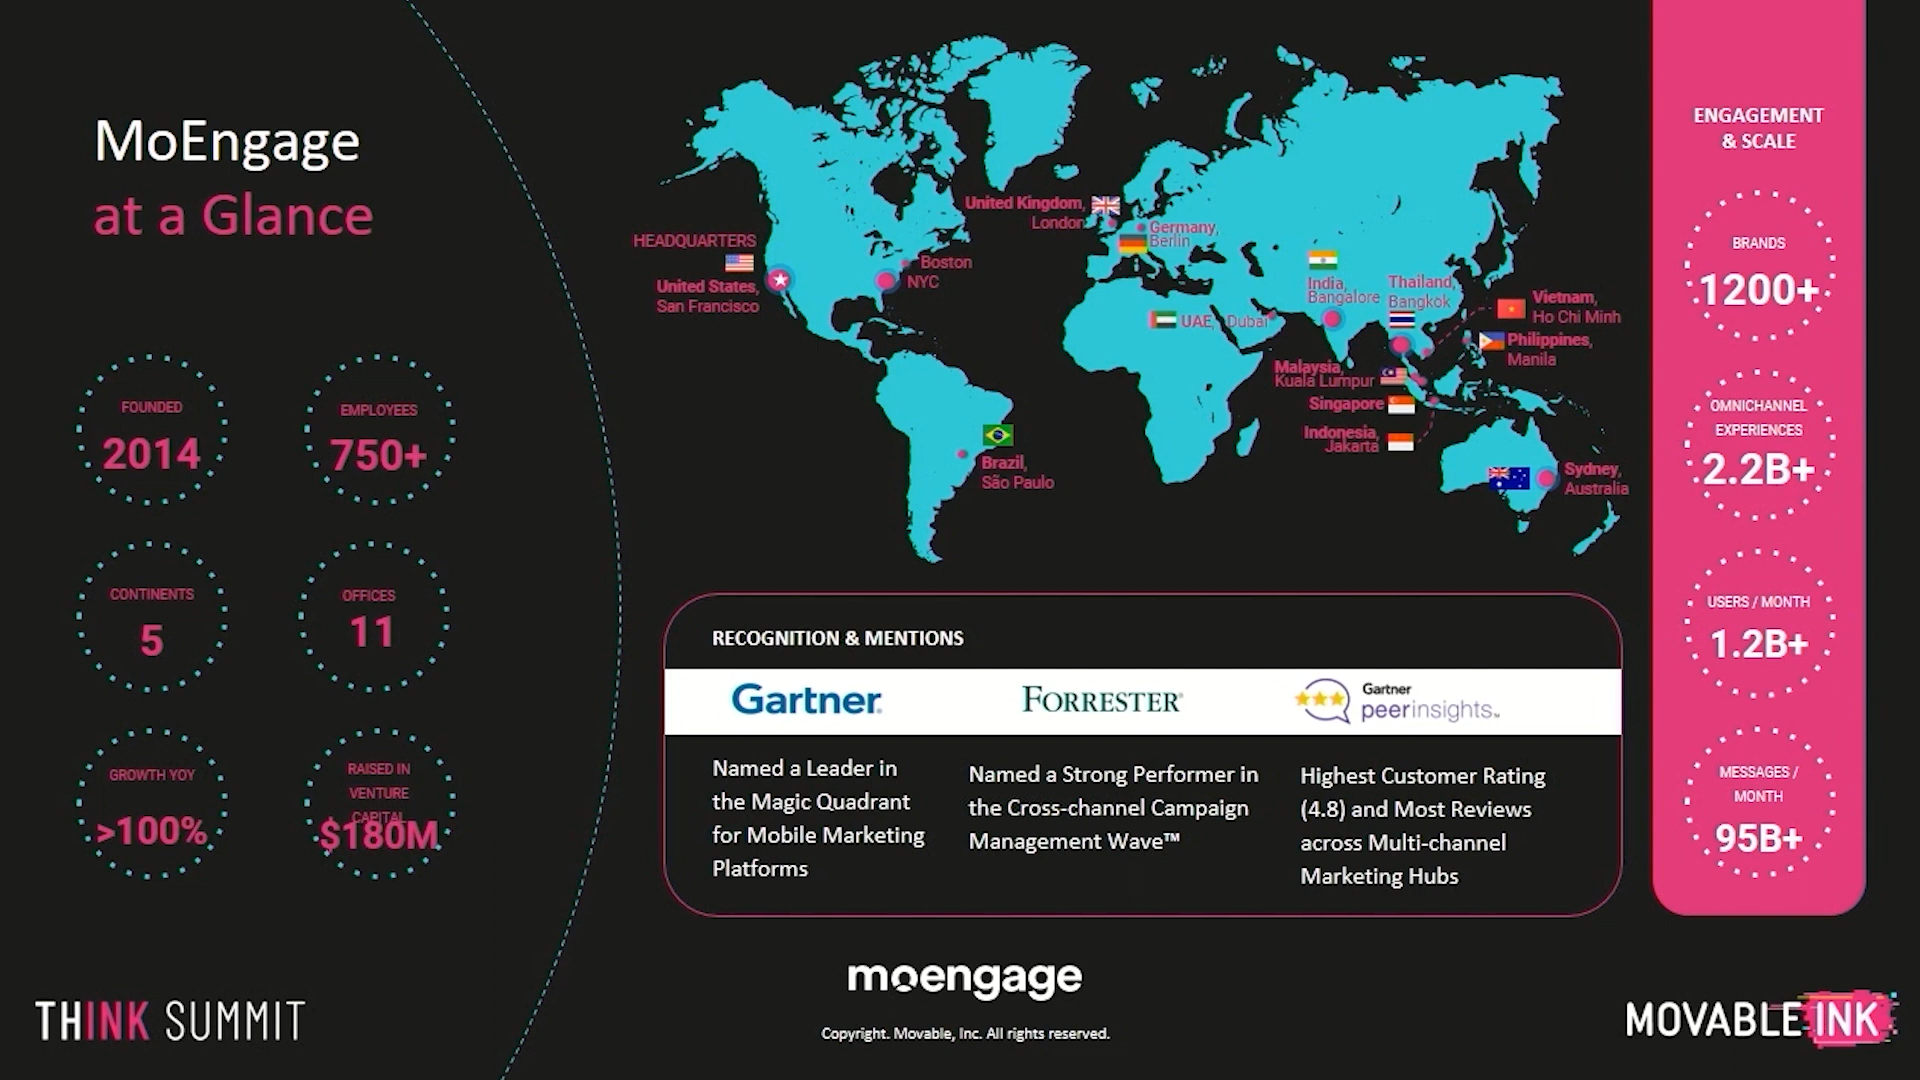 MoEngage
at a Glance
FOUNDED
2014
EMPLOYEES
750+
CONTINENTS
5
OFFICES
11
GROWTH YOY
>100%
RAISED IN
VENTURE
CAPITAL
$180M
HEADQUARTERS
United States,
San Francisco
Boston
NYC
United Kingdom,
London
Germany,
Berlin
India,
Bangalore
Thailand,
Bangkok
UAE, Dubai
Vietnam,
Ho Chi Minh
Philippines,
Manila
Malaysia,
Kuala Lumpur
Singapore
Indonesia,
Jakarta
Brazil,
São Paulo
Sydney,
Australia
RECOGNITION & MENTIONS
Gartner
Named a Leader in
the Magic Quadrant
for Mobile Marketing
Platforms
FORRESTER®
Named a Strong Performer in
the Cross-channel Campaign
Management Wave™
Gartner
peerinsights™
Highest Customer Rating
(4.8) and Most Reviews
across Multi-channel
Marketing Hubs
ENGAGEMENT
& SCALE
BRANDS
1200+
OMNICHANNEL
EXPERIENCES
2.2B+
USERS / MONTH
1.2B+
MESSAGES /
MONTH
95B+
THINK SUMMIT
moengage
Copyright. Movable, Inc. All rights reserved.
MOVABLE INK